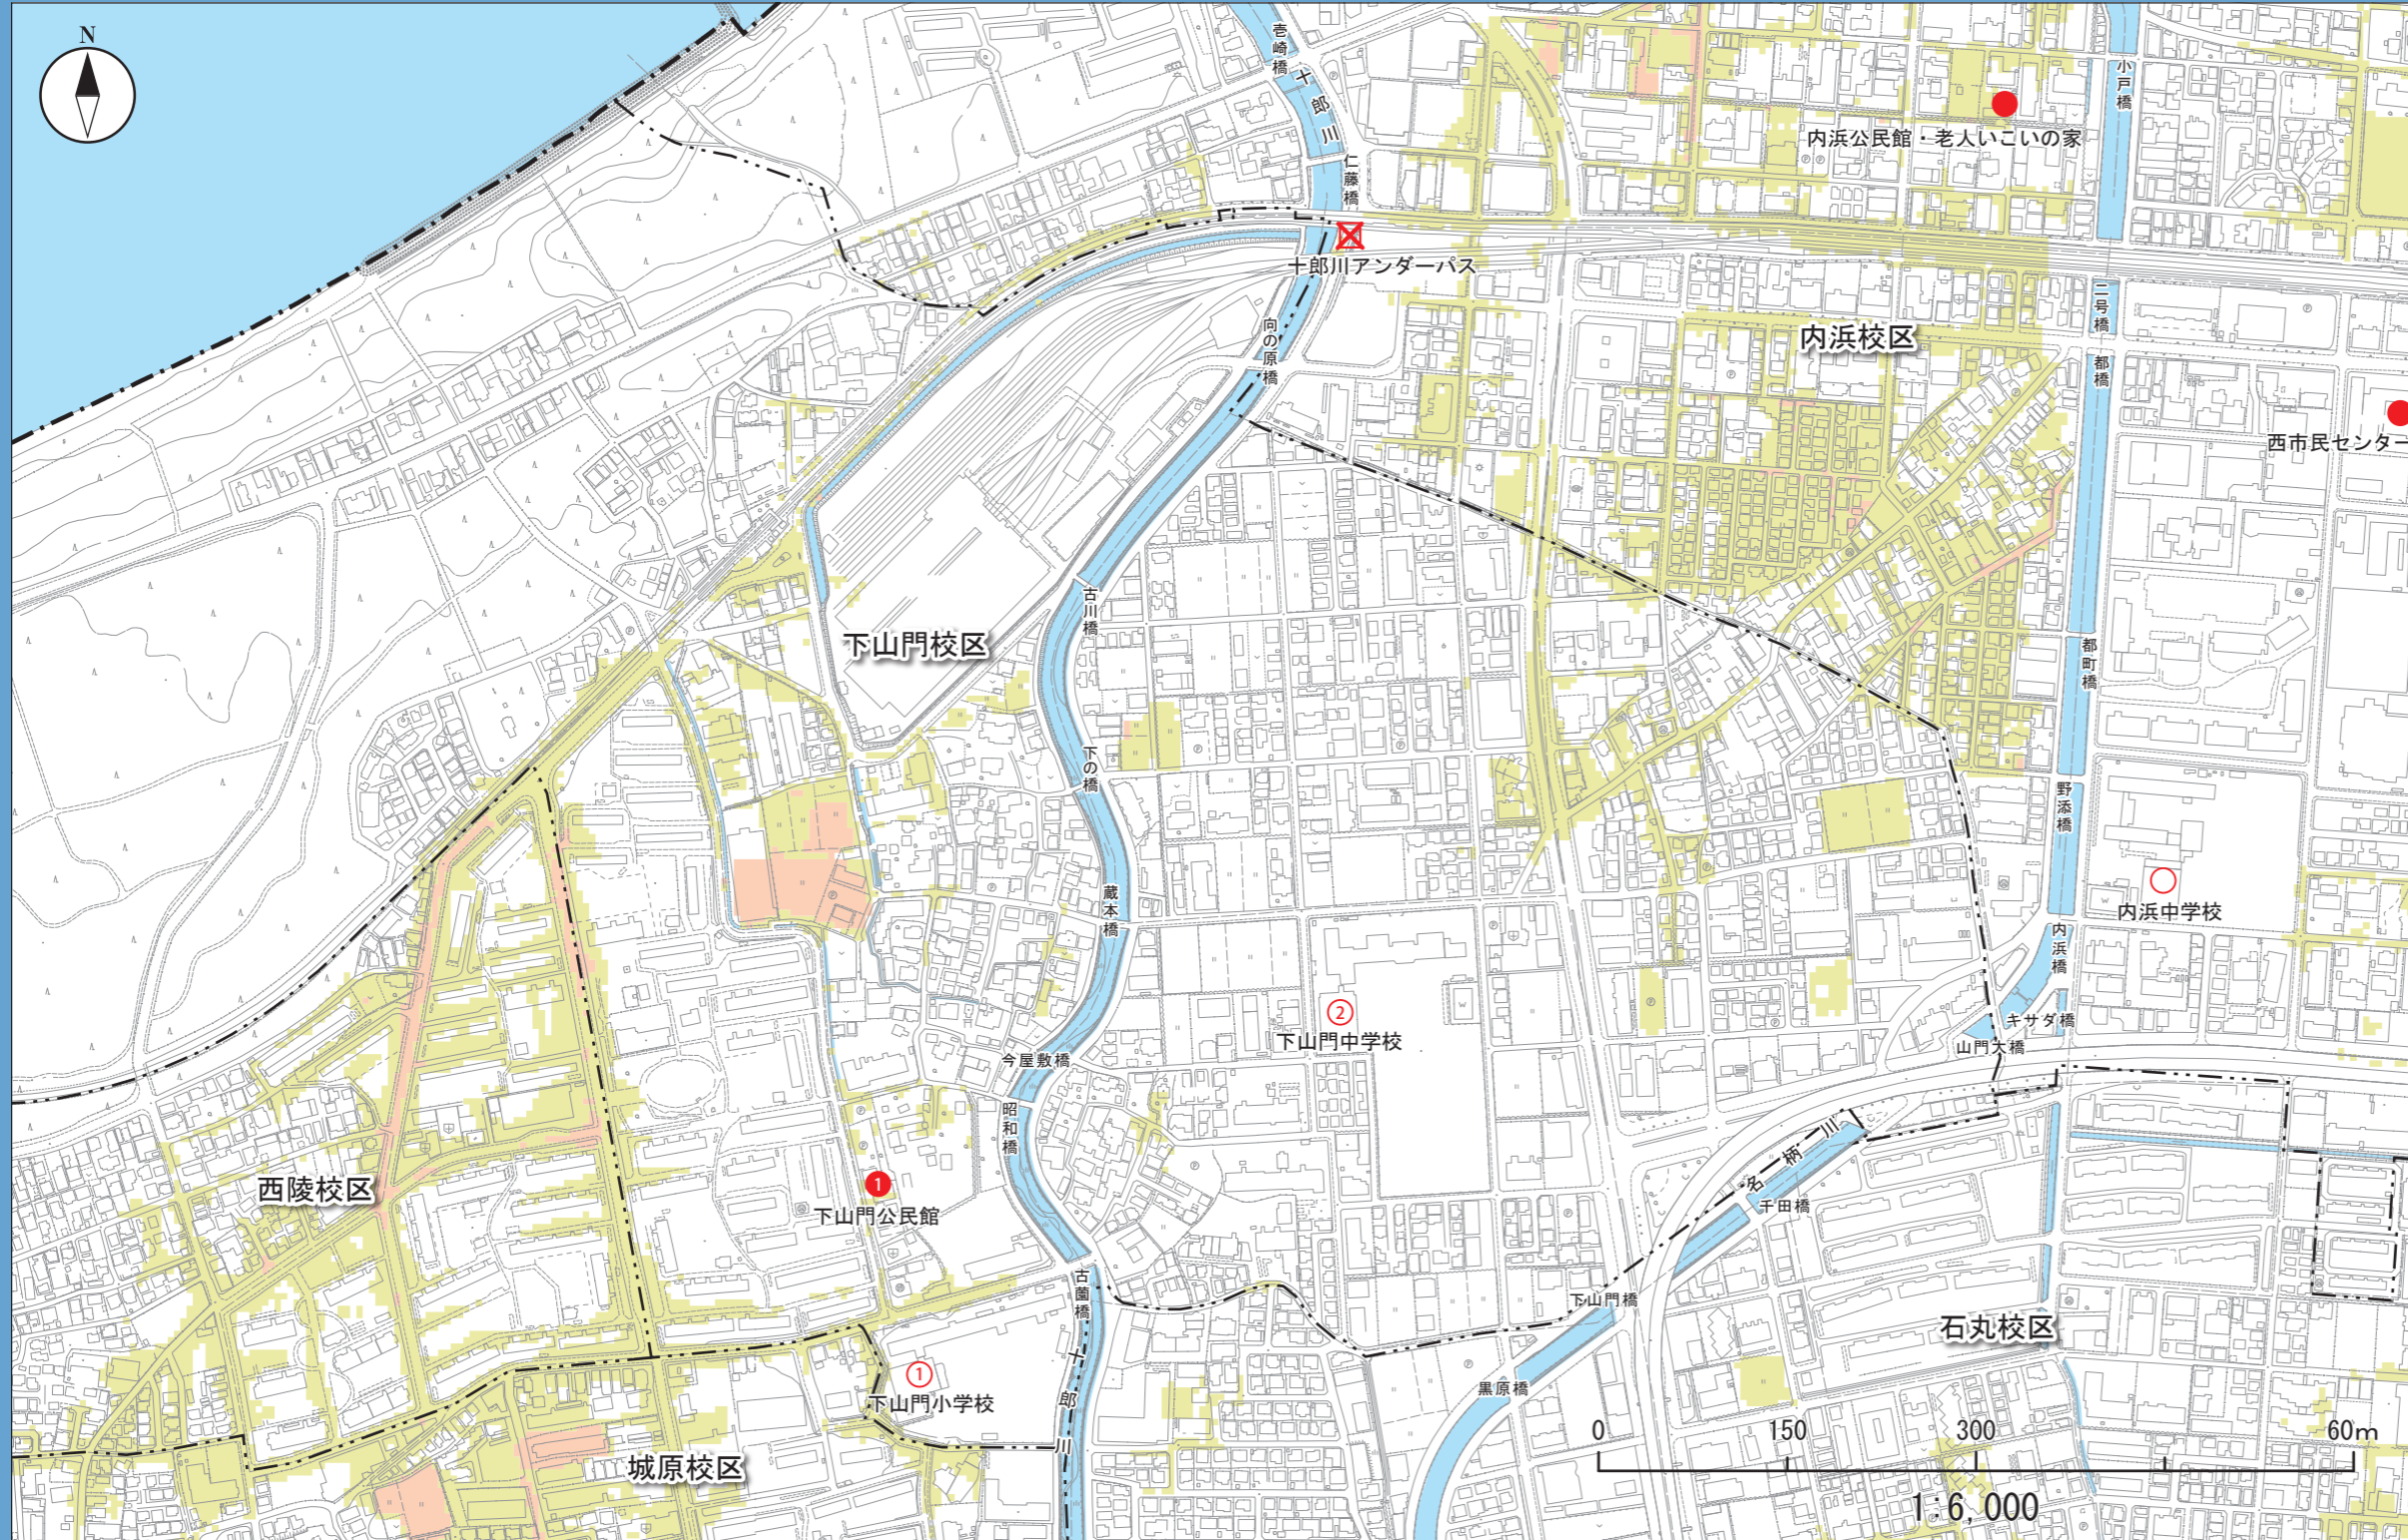 N
壱崎橋
十郎川
仁藤橋
小戸橋
内浜公民館・老人いこいの家
十郎川アンダーパス
向の原橋
二号橋
都橋
内浜校区
西市民センター
古川橋
下山門校区
都町橋
下の橋
野添橋
蔵本橋
内浜中学校
内浜橋
②
下山門中学校
キサダ橋
山門大橋
今屋敷橋
昭和橋
名柄川
千田橋
西陵校区
①
下山門公民館
古薗橋
下山門橋
石丸校区
①
下山門小学校
十郎川
黒原橋
城原校区
0 150 300 60m
1:6,000